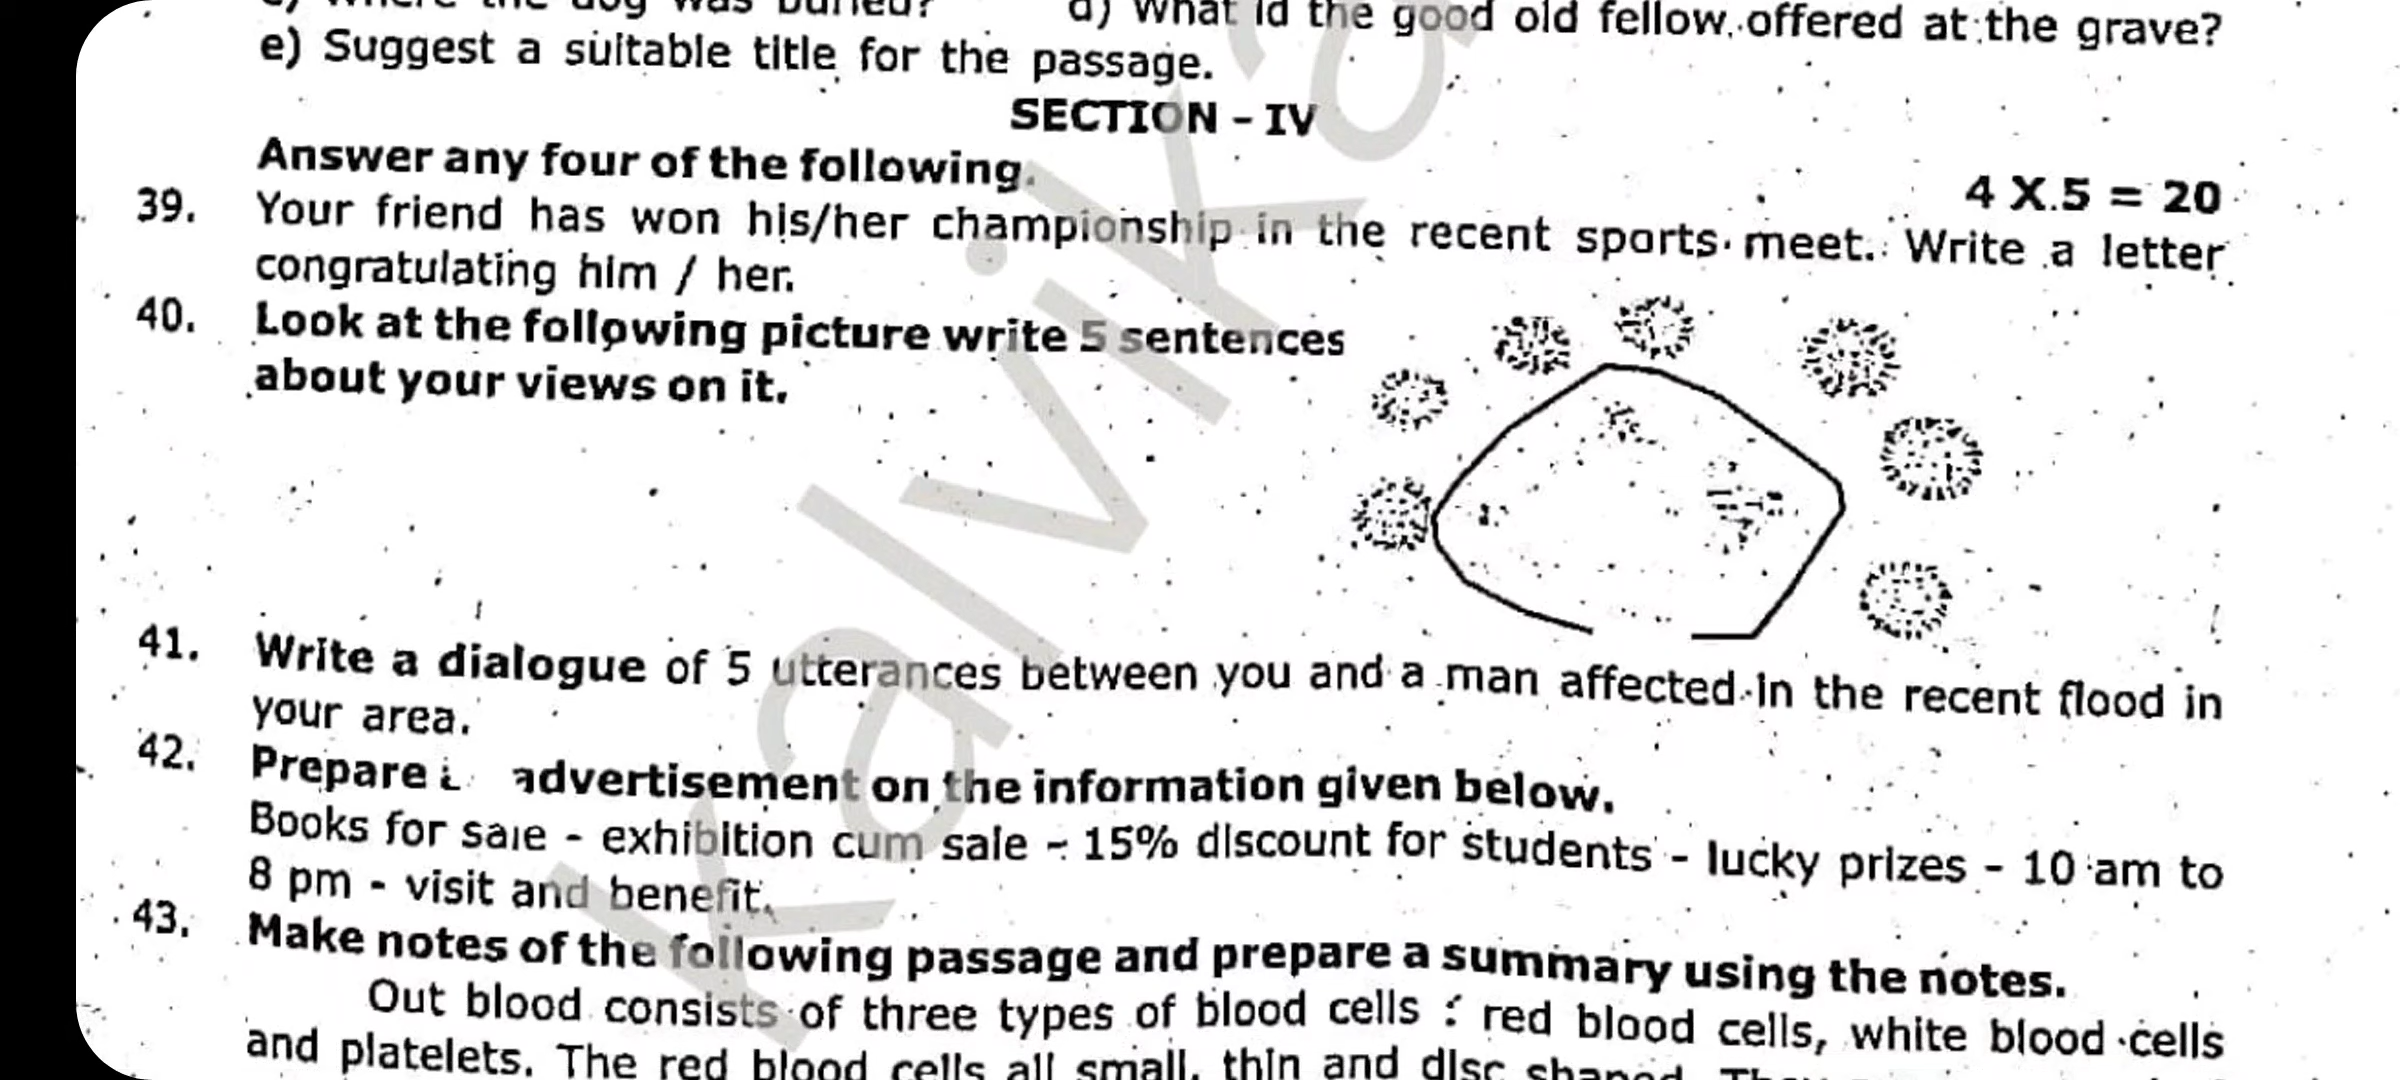 c) Where the dog was buried? d) What id the good old fellow offered at the grave?
e) Suggest a suitable title for the passage.
SECTION - IV
Answer any four of the following. 4 X 5 = 20
39. Your friend has won his/her championship in the recent sports meet. Write a letter
congratulating him / her.
40. Look at the following picture write 5 sentences
about your views on it.
41. Write a dialogue of 5 utterances between you and a man affected in the recent flood in
your area.
42. Prepare advertisement on the information given below.
Books for sale - exhibition cum sale - 15% discount for students - lucky prizes - 10 am to
8 pm - visit and benefit.
43. Make notes of the following passage and prepare a summary using the notes.
Out blood consists of three types of blood cells : red blood cells, white blood cells
and platelets. The red blood cells all small, thin and disc shaped. They
kalvika